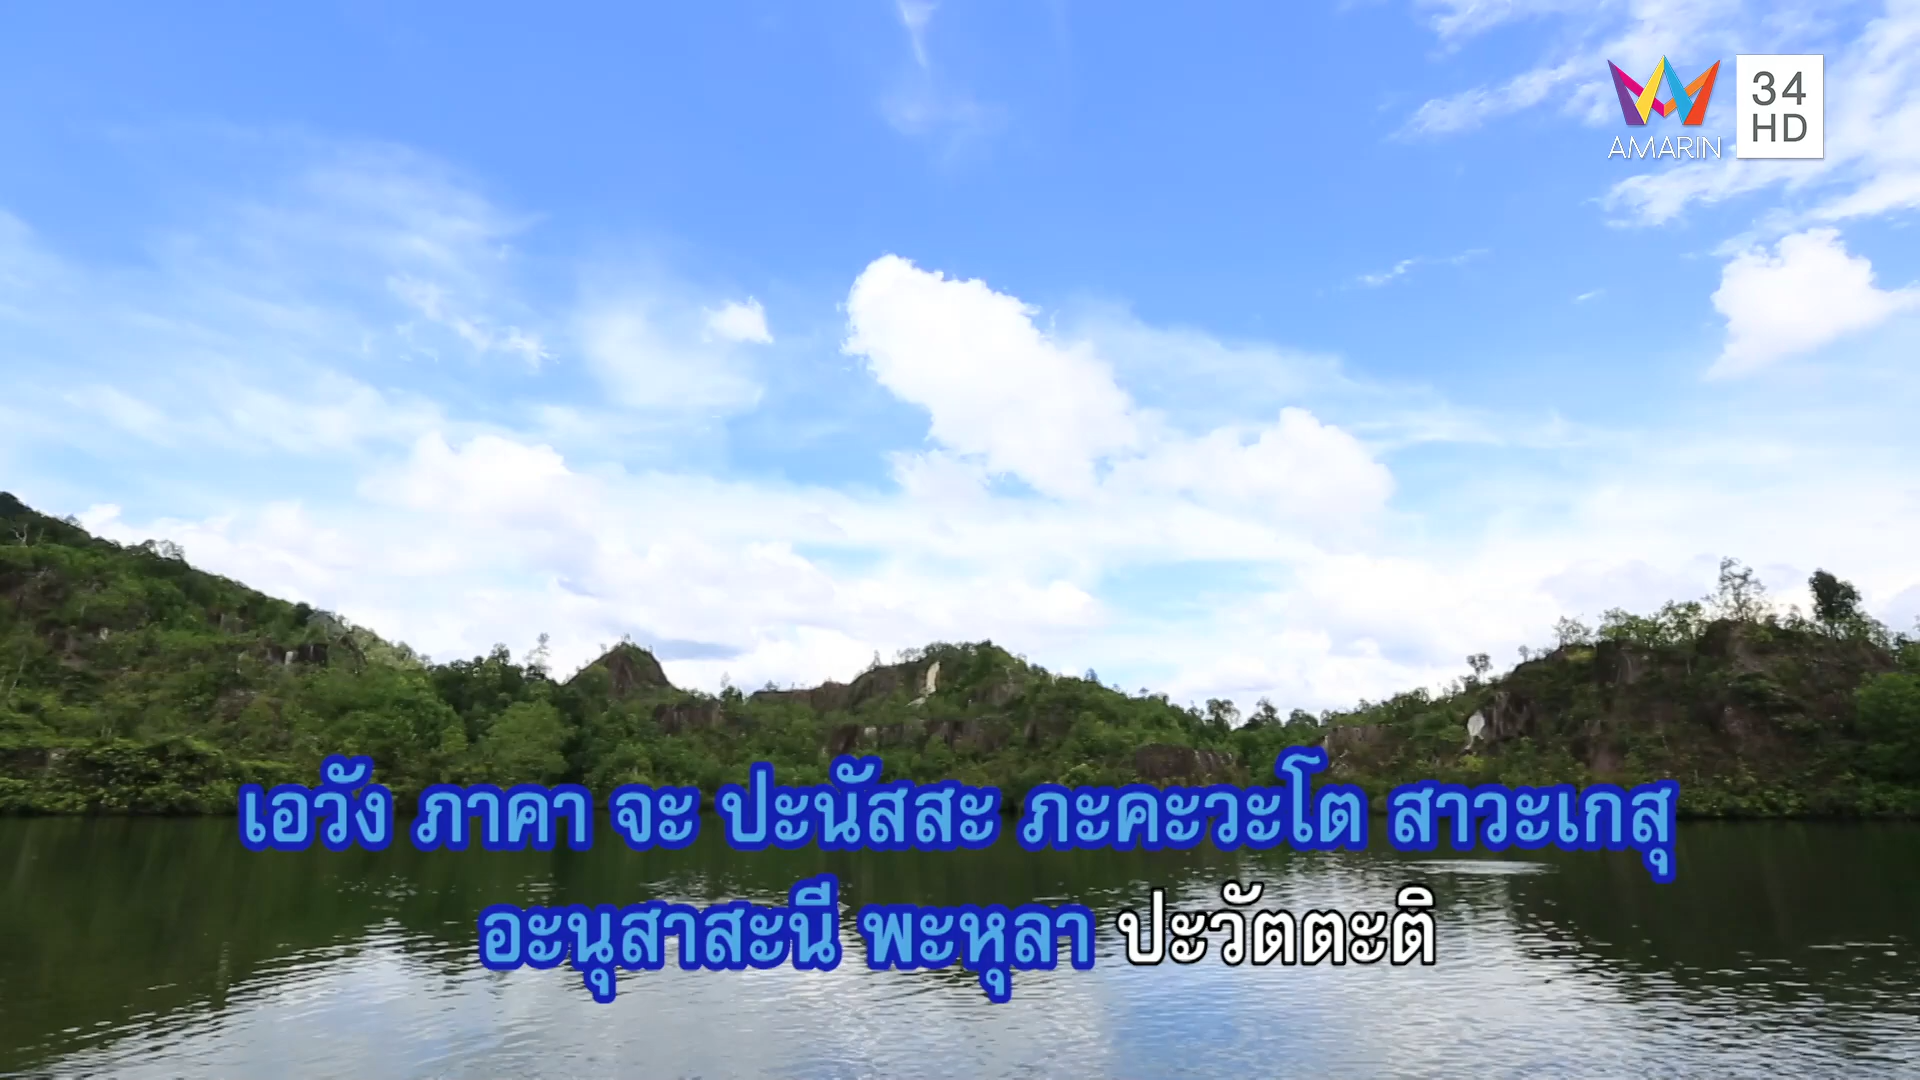 AMARIN
34
HD
เอวัง ภาคา จะ ปะนัสสะ ภะคะวะโต สาวะเกสุ
อะนุสาสะนี พะหุลา ปะวัตตะติ